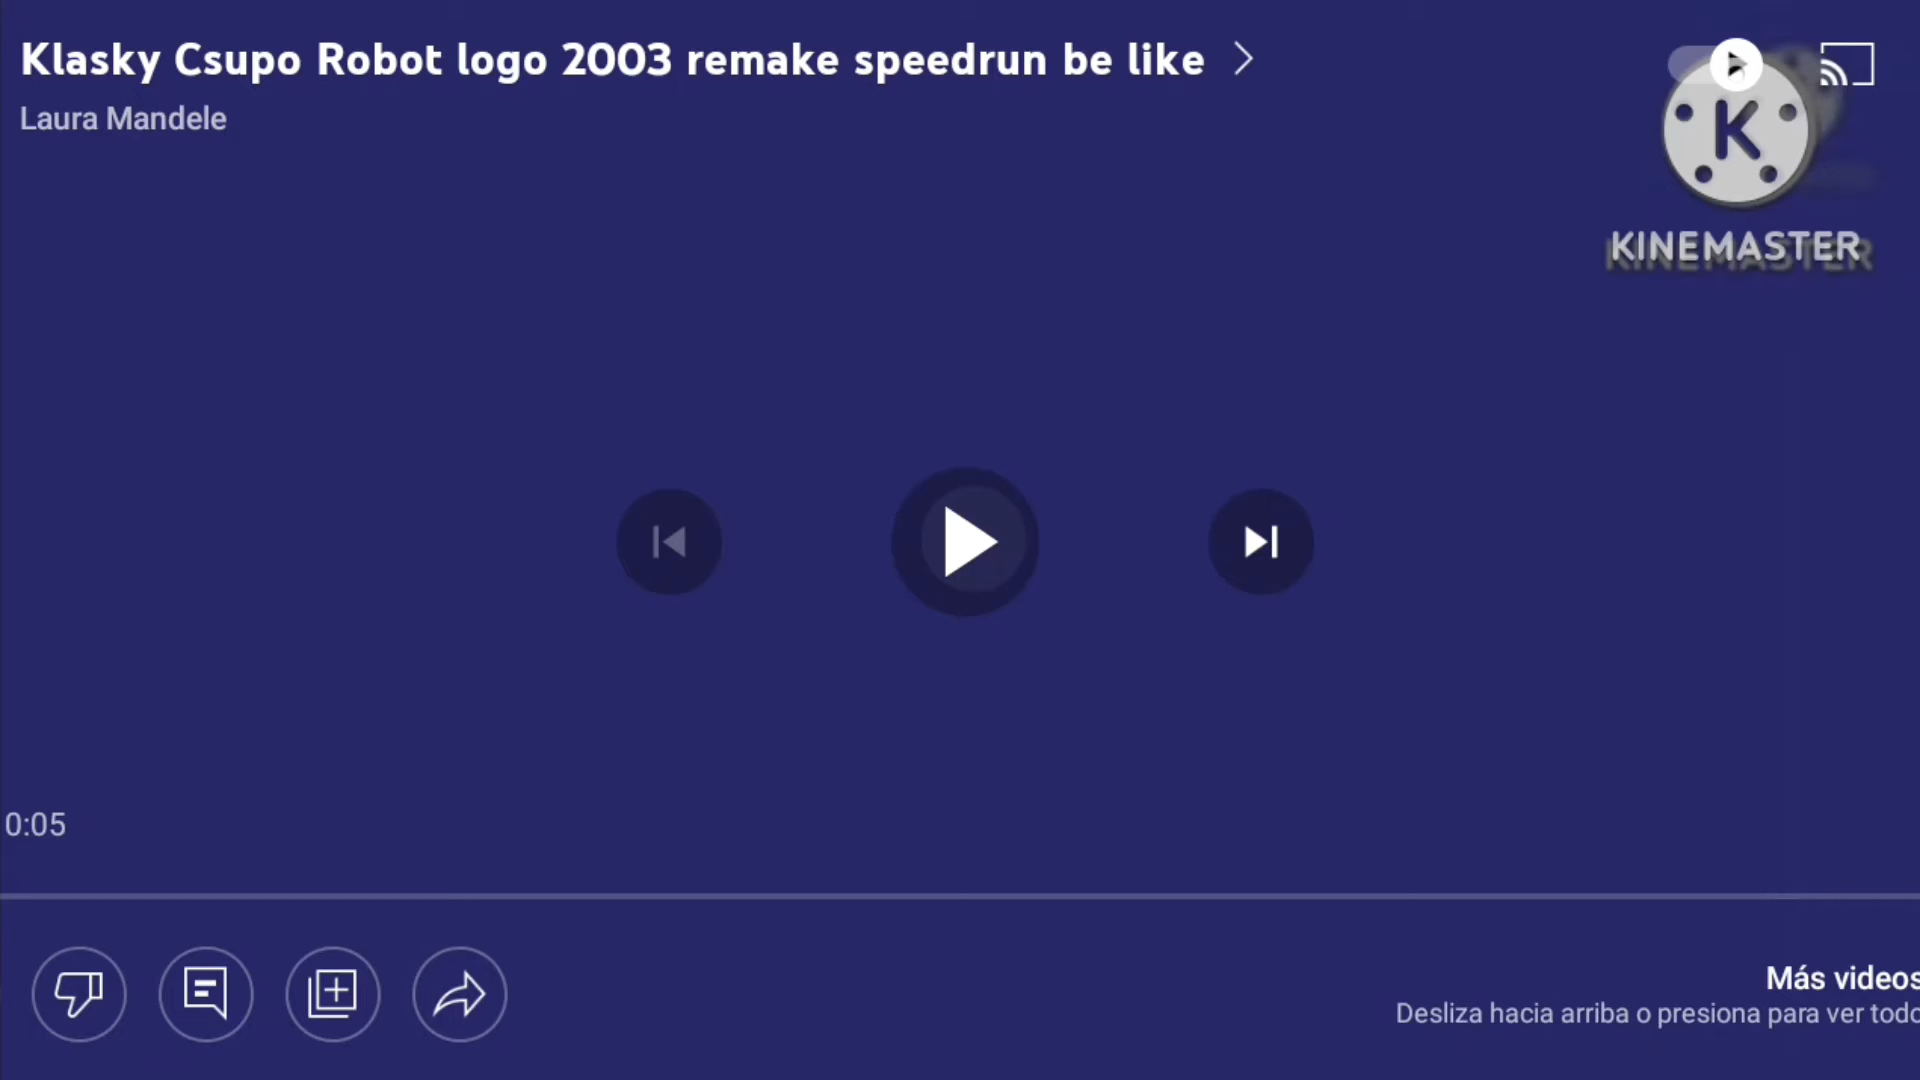 Klasky Csupo Robot logo 2003 remake speedrun be like
Laura Mandele
K
KINEMASTER
0:05
Más videos
Desliza hacia arriba o presiona para ver todo